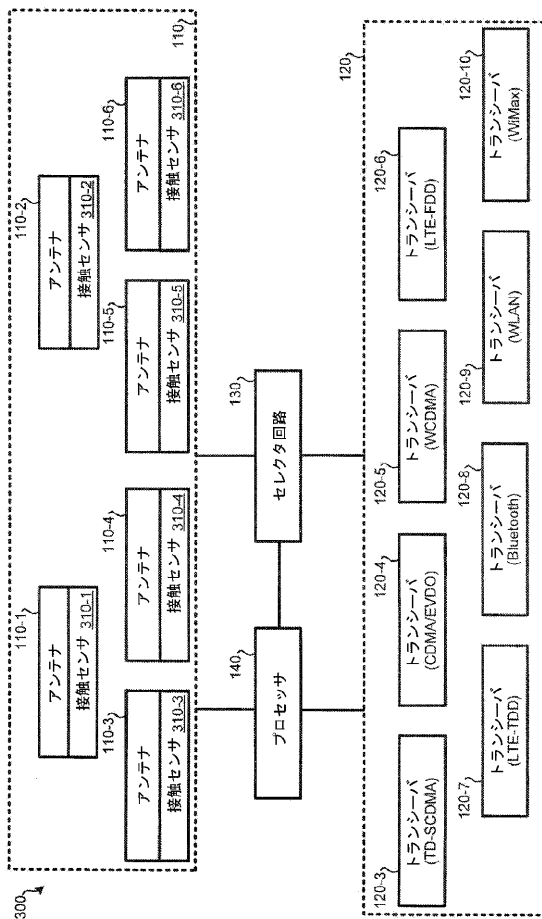 300
110
110-1
アンテナ
接触センサ 310-1
110-2
アンテナ
接触センサ 310-2
110-3
アンテナ
接触センサ 310-3
110-4
アンテナ
接触センサ 310-4
110-5
アンテナ
接触センサ 310-5
110-6
アンテナ
接触センサ 310-6
140
プロセッサ
130
セレクタ回路
120
120-3
トランシーバ
(TD-SCDMA)
120-4
トランシーバ
(CDMA/EVDO)
120-5
トランシーバ
(WCDMA)
120-6
トランシーバ
(LTE-FDD)
120-7
トランシーバ
(LTE-TDD)
120-8
トランシーバ
(Bluetooth)
120-9
トランシーバ
(WLAN)
120-10
トランシーバ
(WiMax)